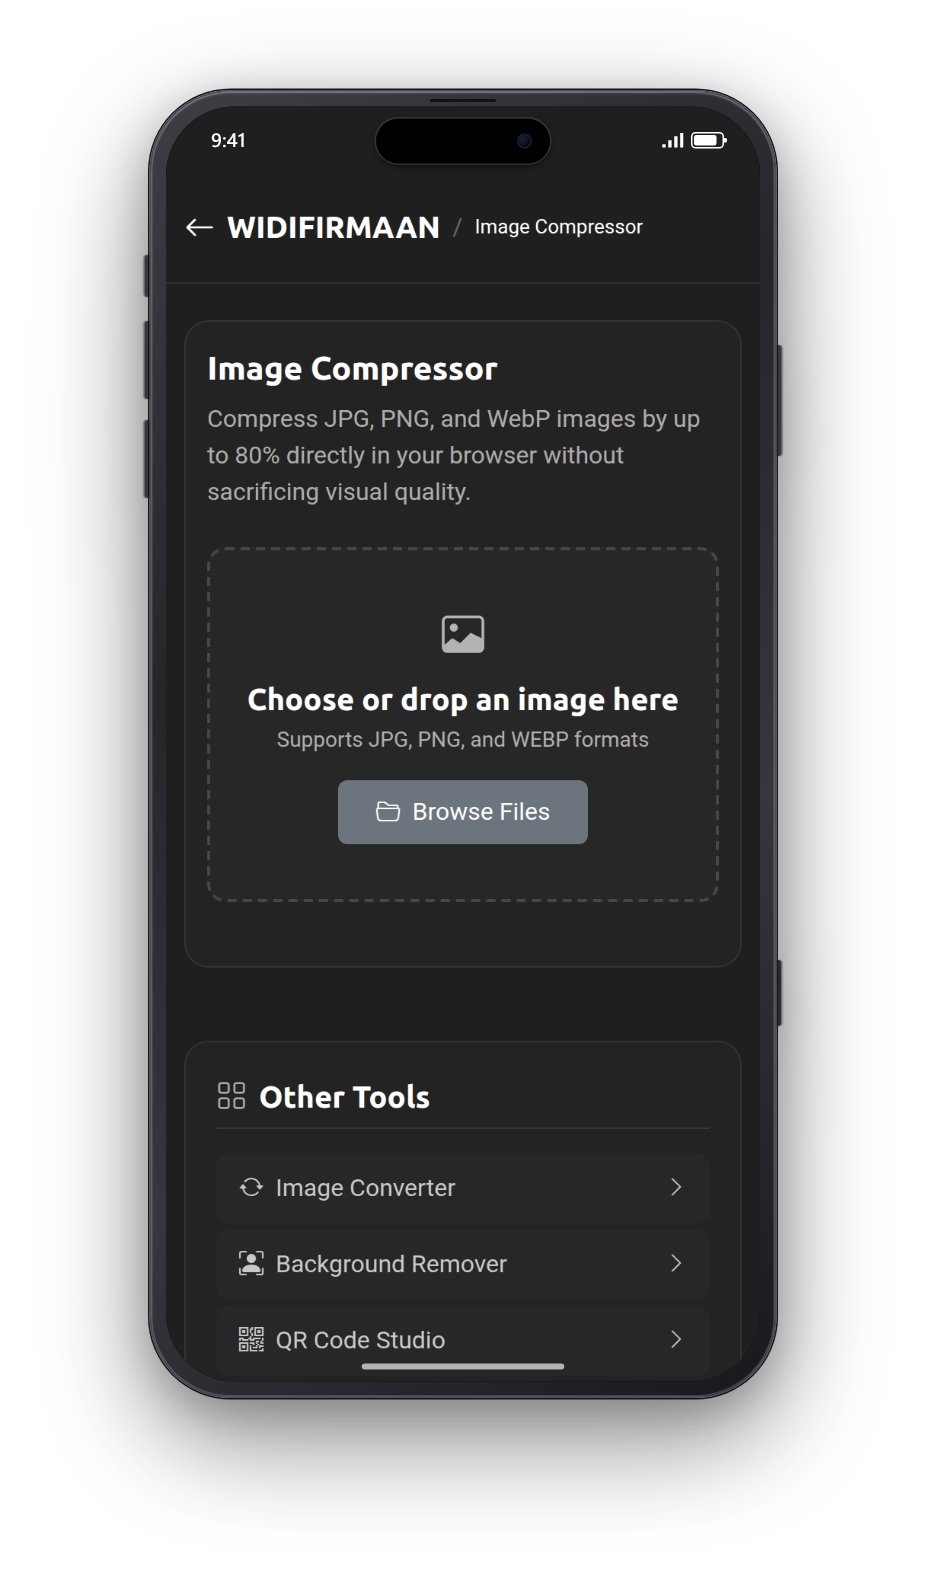 9:41
WIDIFIRMAAN / Image Compressor
Image Compressor
Compress JPG, PNG, and WebP images by up
to 80% directly in your browser without
sacrificing visual quality.
Choose or drop an image here
Supports JPG, PNG, and WEBP formats
Browse Files
Other Tools
Image Converter
Background Remover
QR Code Studio